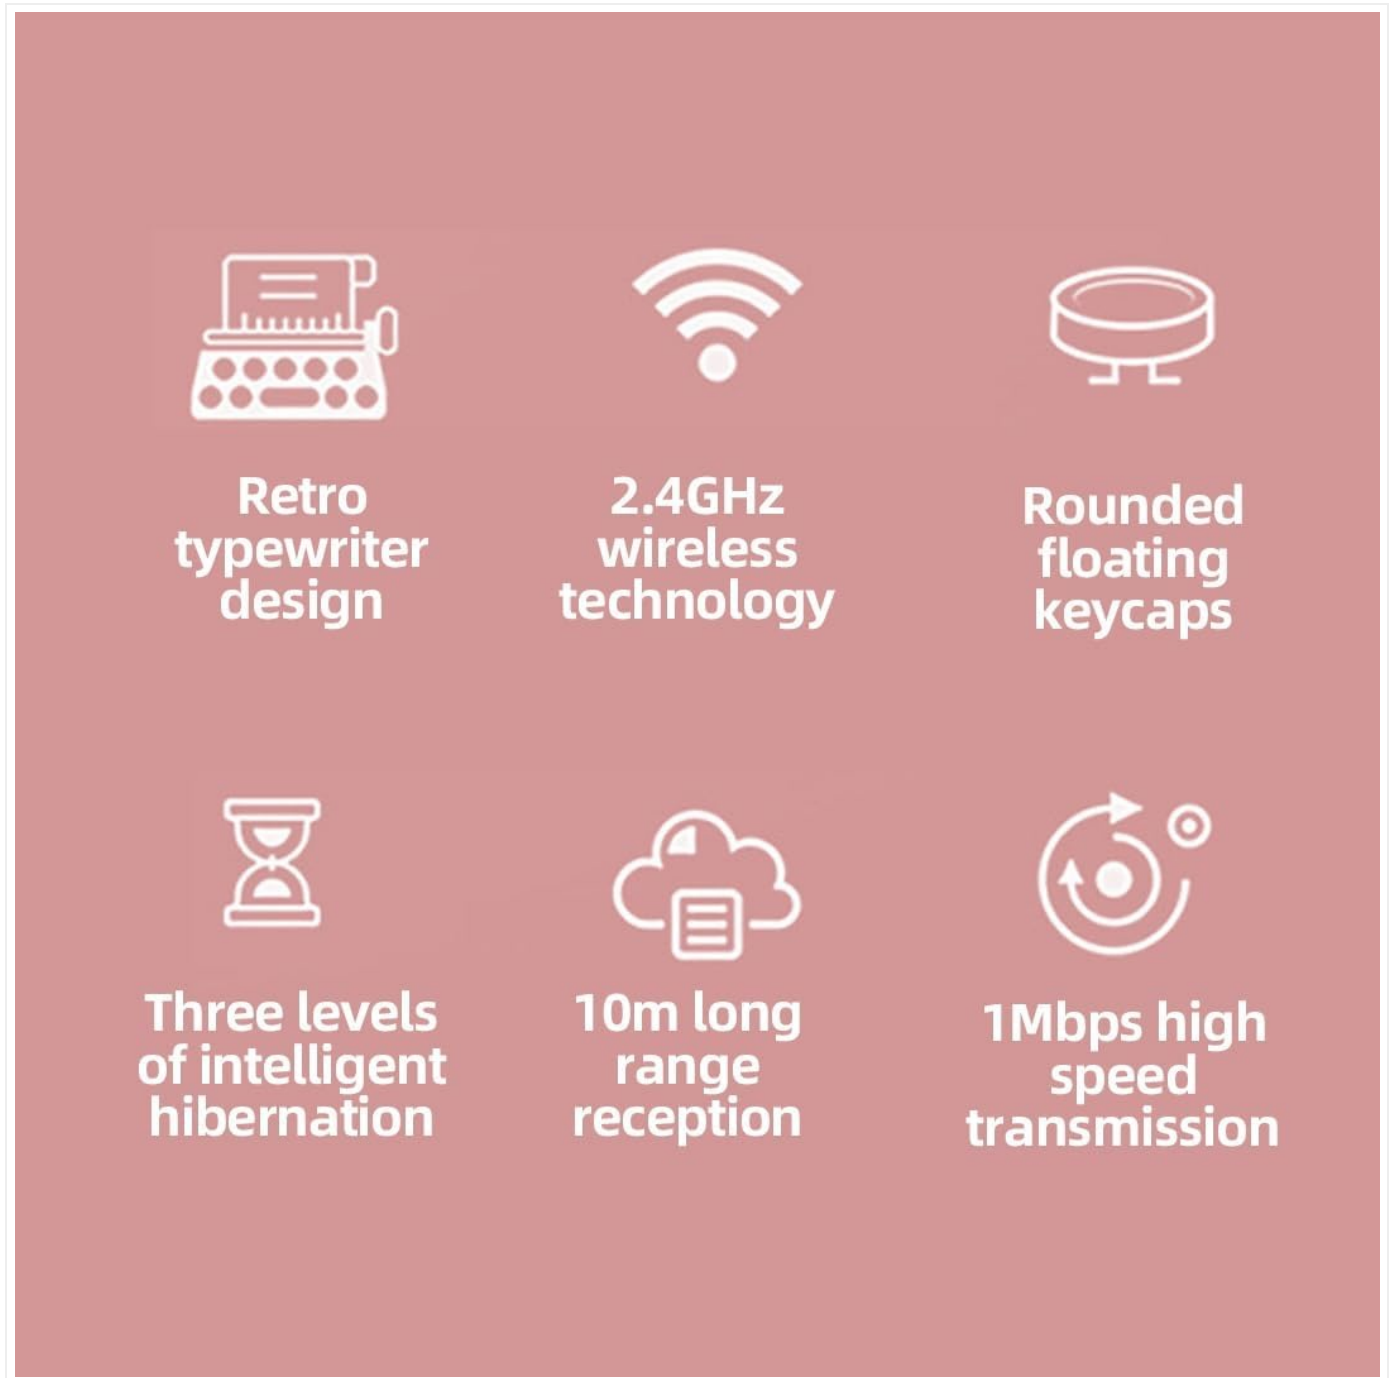 Retro
typewriter
design
2.4GHz
wireless
technology
Rounded
floating
keycaps
Three levels
of intelligent
hibernation
10m long
range
reception
1Mbps high
speed
transmission